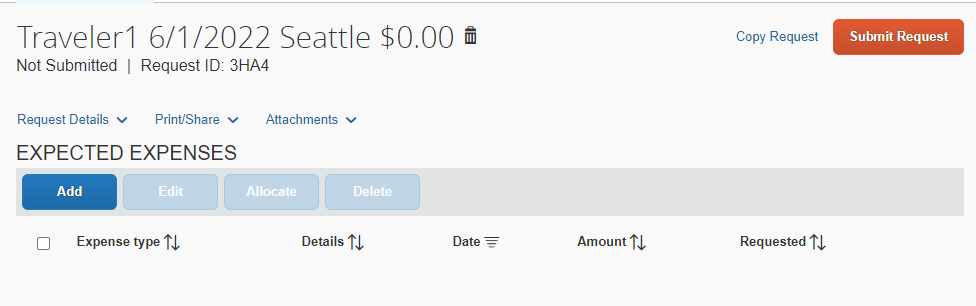 Traveler1 6/1/2022 Seattle $0.00
Copy Request
Submit Request
Not Submitted | Request ID: 3HA4
Request Details
Print/Share
Attachments
EXPECTED EXPENSES
Add Edit Allocate Delete
Expense type Details Date Amount Requested